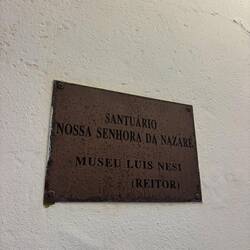 SANTUÁRIO
NOSSA SENHORA DA NAZARÉ
MUSEU LUIS NESI
(REITOR)